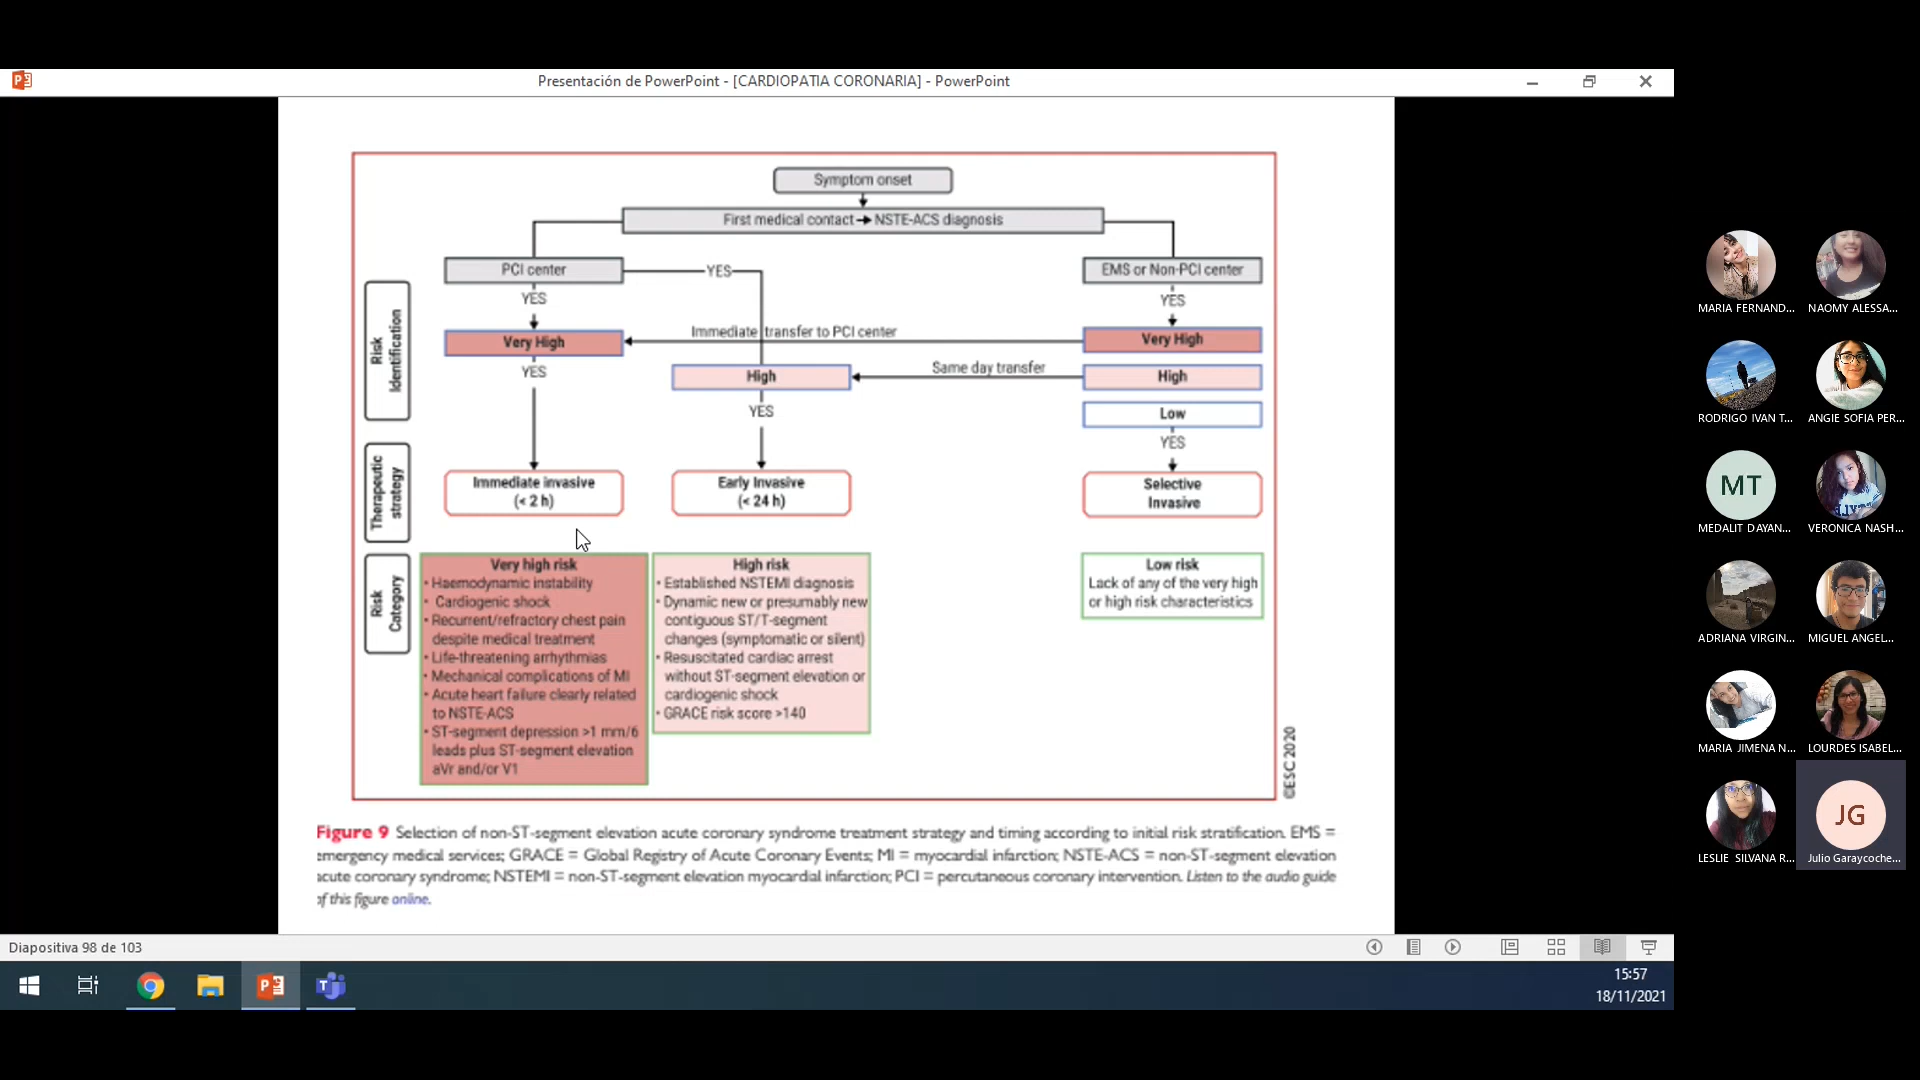 Presentación de PowerPoint - [CARDIOPATIA CORONARIA] - PowerPoint
Symptom onset
First medical contact → NSTE-ACS diagnosis
PCI center
YES
EMS or Non-PCI center
YES
YES
Risk
Identification
Very High
Immediate transfer to PCI center
Very High
YES
High
Same day transfer
High
YES
Low
YES
Therapeutic
strategy
Immediate invasive
(< 2 h)
Early Invasive
(< 24 h)
Selective
Invasive
Risk
Category
Very high risk
• Haemodynamic instability
• Cardiogenic shock
• Recurrent/refractory chest pain
despite medical treatment
• Life-threatening arrhythmias
• Mechanical complications of MI
• Acute heart failure clearly related
to NSTE-ACS
• ST-segment depression >1 mm/6
leads plus ST-segment elevation
aVr and/or V1
High risk
• Established NSTEMI diagnosis
• Dynamic new or presumably new
contiguous ST/T-segment
changes (symptomatic or silent)
• Resuscitated cardiac arrest
without ST-segment elevation or
cardiogenic shock
• GRACE risk score >140
Low risk
Lack of any of the very high
or high risk characteristics
©ESC 2020
Figure 9 Selection of non-ST-segment elevation acute coronary syndrome treatment strategy and timing according to initial risk stratification. EMS =
emergency medical services; GRACE = Global Registry of Acute Coronary Events; MI = myocardial infarction; NSTE-ACS = non-ST-segment elevation
acute coronary syndrome; NSTEMI = non-ST-segment elevation myocardial infarction; PCI = percutaneous coronary intervention. Listen to the audio guide
of this figure online.
Diapositiva 98 de 103
15:57
18/11/2021
MARIA FERNAND...
NAOMY ALESSA...
RODRIGO IVAN T...
ANGIE SOFIA PER...
MT
MEDALIT DAYAN...
VERONICA NASH...
ADRIANA VIRGIN...
MIGUEL ANGEL...
MARIA JIMENA N...
LOURDES ISABEL...
LESLIE SILVANA R...
JG
Julio Garaycoche...